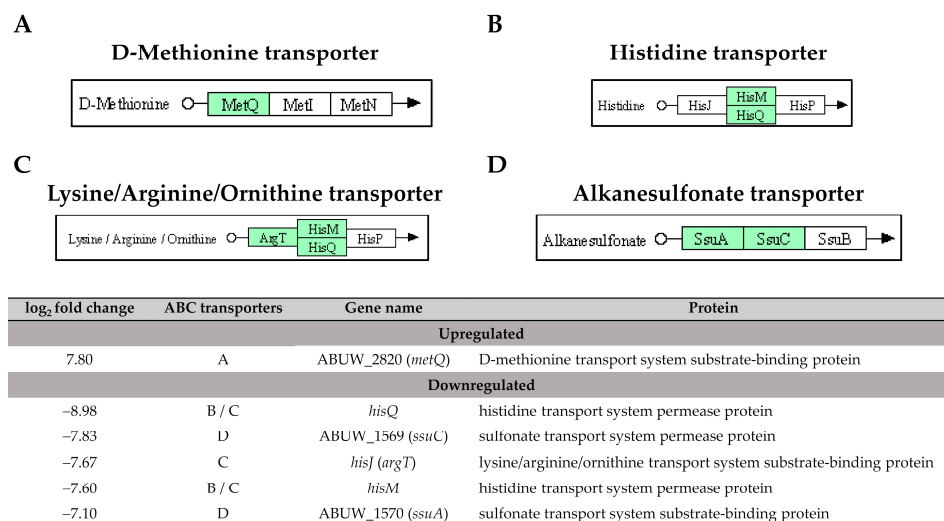 A
D-Methionine transporter
D-Methionine MetQ MetI MetN
B
Histidine transporter
Histidine HisJ HisM HisQ HisP
C
Lysine/Arginine/Ornithine transporter
Lysine / Arginine / Ornithine ArgT HisM HisQ HisP
D
Alkanesulfonate transporter
Alkanesulfonate SsuA SsuC SsuB
log2 fold change ABC transporters Gene name Protein
Upregulated
7.80 A ABUW_2820 (metQ) D-methionine transport system substrate-binding protein
Downregulated
–8.98 B / C hisQ histidine transport system permease protein
–7.83 D ABUW_1569 (ssuC) sulfonate transport system permease protein
–7.67 C hisJ (argT) lysine/arginine/ornithine transport system substrate-binding protein
–7.60 B / C hisM histidine transport system permease protein
–7.10 D ABUW_1570 (ssuA) sulfonate transport system substrate-binding protein